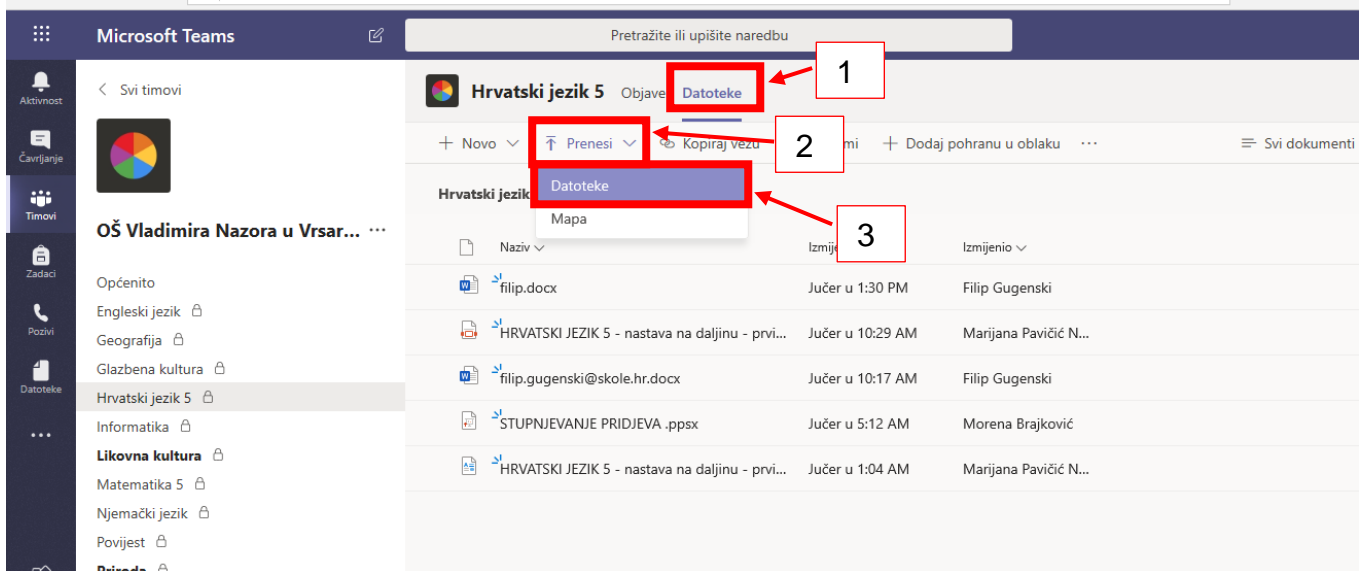 Microsoft Teams
Pretražite ili upišite naredbu
Aktivnost
Čavrljanje
Timovi
Zadaci
Pozivi
Datoteke
Svi timovi
OŠ Vladimira Nazora u Vrsar... ...
Općenito
Engleski jezik
Geografija
Glazbena kultura
Hrvatski jezik 5
Informatika
Likovna kultura
Matematika 5
Njemački jezik
Povijest
Priroda
Hrvatski jezik 5 Objave Datoteke
1
+ Novo Prenesi Kopiraj vezu + Dodaj pohranu u oblaku ... Svi dokumenti
2
Hrvatski jezik
Datoteke
Mapa
3
Naziv Izmijenio
filip.docx Jučer u 1:30 PM Filip Gugenski
HRVATSKI JEZIK 5 - nastava na daljinu - prvi... Jučer u 10:29 AM Marijana Pavičić N...
filip.gugenski@skole.hr.docx Jučer u 10:17 AM Filip Gugenski
STUPNJEVANJE PRIDJEVA .ppsx Jučer u 5:12 AM Morena Brajković
HRVATSKI JEZIK 5 - nastava na daljinu - prvi... Jučer u 1:04 AM Marijana Pavičić N...